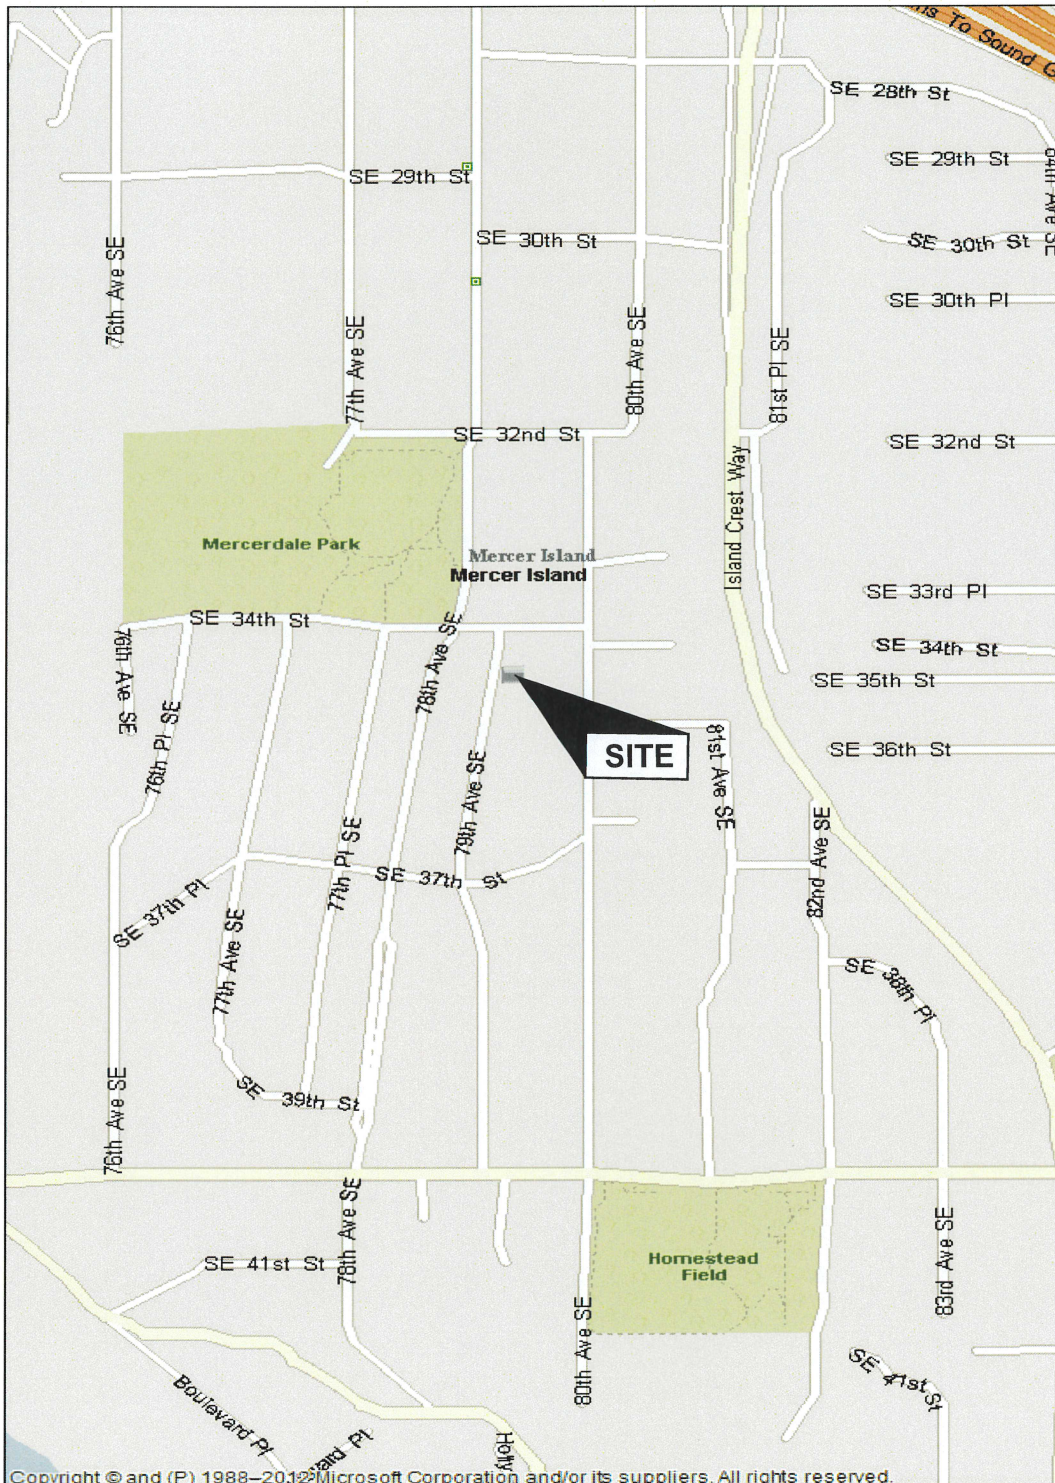 ns To Sound G
SE 28th St
SE 29th St
84th Ave SE
SE 29th St
SE 30th St
SE 30th St
76th Ave SE
SE 30th Pl
77th Ave SE
80th Ave SE
81st Pl SE
SE 32nd St
SE 32nd St
Island Crest Way
Mercerdale Park
Mercer Island
Mercer Island
SE 33rd Pl
SE 34th St
76th Ave SE
78th Ave SE
SE 34th St
SE 35th St
76th Pl SE
SITE
81st Ave SE
SE 36th St
79th Ave SE
77th Pl SE
SE 37th St
82nd Ave SE
SE 37th Pl
77th Ave SE
SE 38th Pl
SE 39th St
76th Ave SE
78th Ave SE
SE 41st St
Homestead
Field
83rd Ave SE
80th Ave SE
SE 41st St
Boulevard Pl
vard Pl
Holly
Copyright © and (P) 1988–2012 Microsoft Corporation and/or its suppliers. All rights reserved.